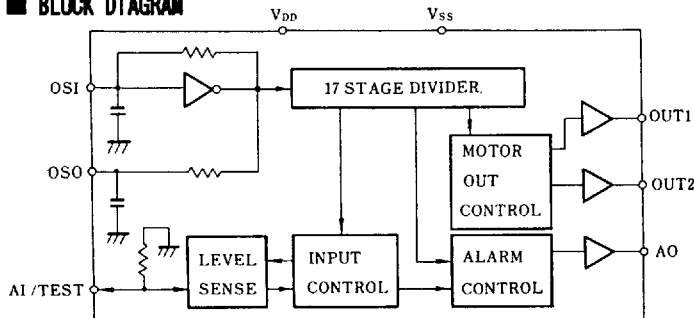 ■ BLOCK DIAGRAM
VDD
VSS
OSI
17 STAGE DIVIDER.
OUT1
MOTOR
OUT
CONTROL
OSO
OUT2
LEVEL
SENSE
INPUT
CONTROL
ALARM
CONTROL
AO
AI/TEST